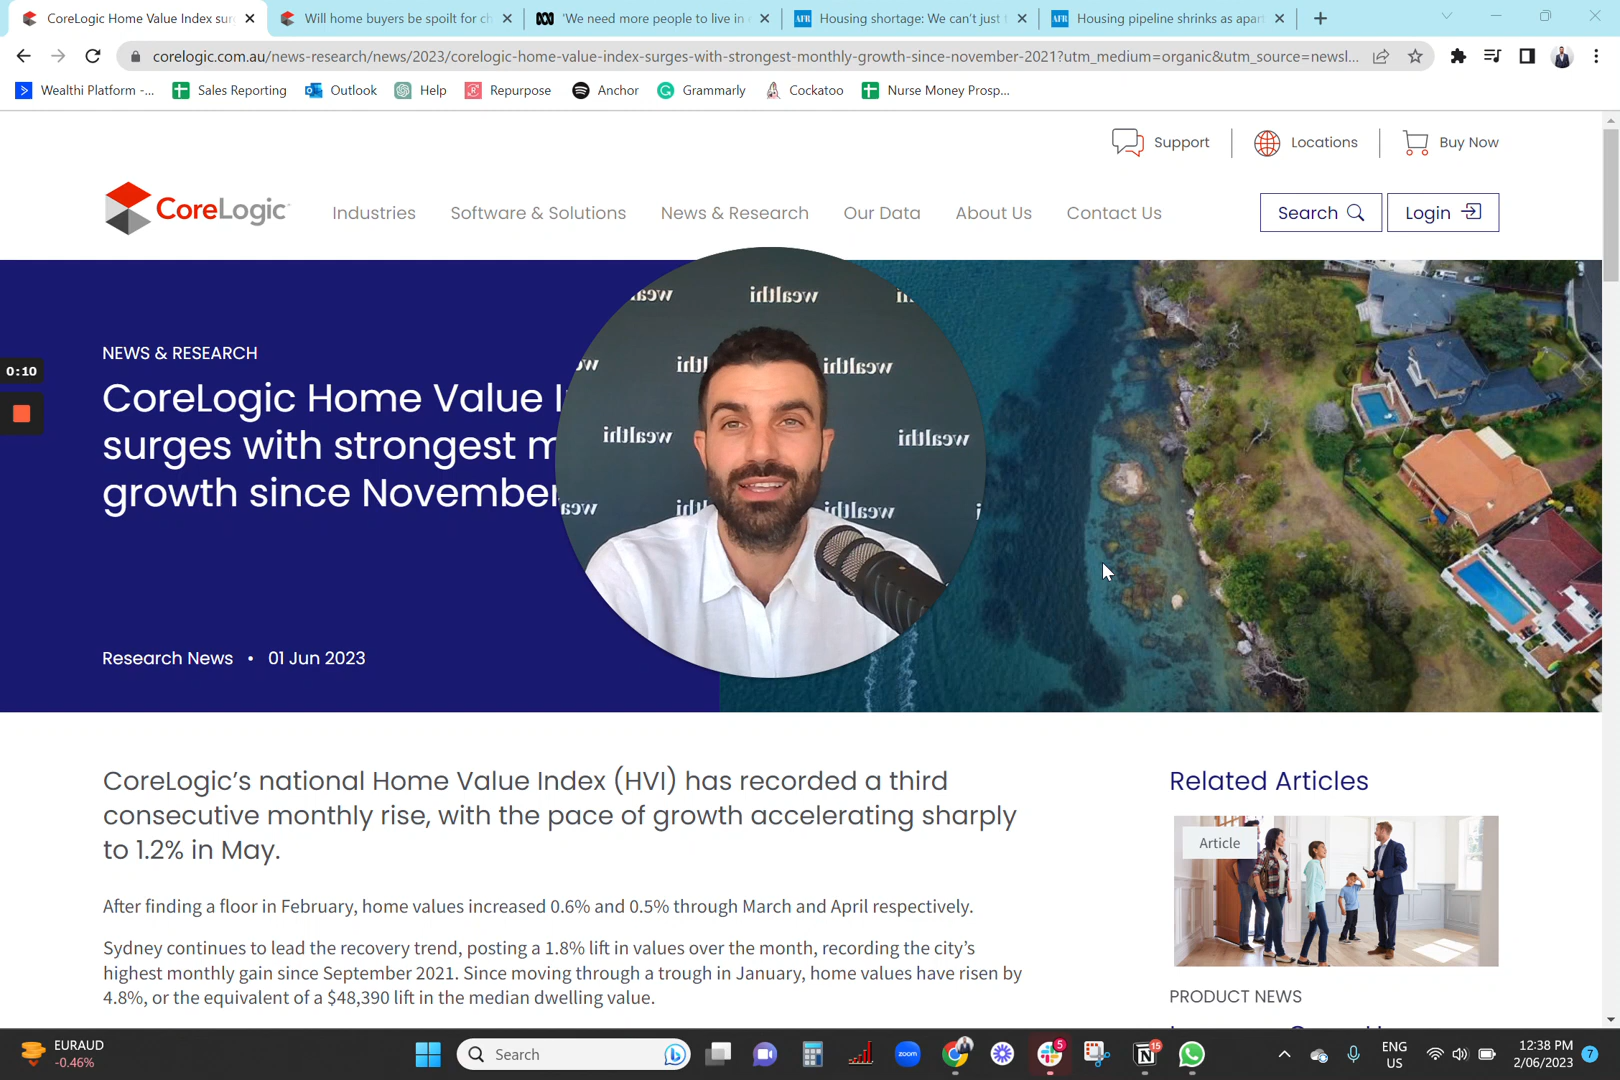 CoreLogic Home Value Index sur
Will home buyers be spoilt for ch
'We need more people to live in
Housing shortage: We can't just
Housing pipeline shrinks as apar
corelogic.com.au/news-research/news/2023/corelogic-home-value-index-surges-with-strongest-monthly-growth-since-november-2021?utm_medium=organic&utm_source=newsl...
Wealthi Platform -...
Sales Reporting
Outlook
Help
Repurpose
Anchor
Grammarly
Cockatoo
Nurse Money Prosp...
Support
Locations
Buy Now
CoreLogic
Industries
Software & Solutions
News & Research
Our Data
About Us
Contact Us
Search
Login
NEWS & RESEARCH
0:10
CoreLogic Home Value I
surges with strongest m
growth since November
wealthi
wealthi
wealthi
wealthi
wealthi
Research News • 01 Jun 2023
CoreLogic's national Home Value Index (HVI) has recorded a third
consecutive monthly rise, with the pace of growth accelerating sharply
to 1.2% in May.
After finding a floor in February, home values increased 0.6% and 0.5% through March and April respectively.
Sydney continues to lead the recovery trend, posting a 1.8% lift in values over the month, recording the city's
highest monthly gain since September 2021. Since moving through a trough in January, home values have risen by
4.8%, or the equivalent of a $48,390 lift in the median dwelling value.
Related Articles
Article
PRODUCT NEWS
EURAUD
-0.46%
Search
zoom
5
15
ENG
US
12:38 PM
2/06/2023
7